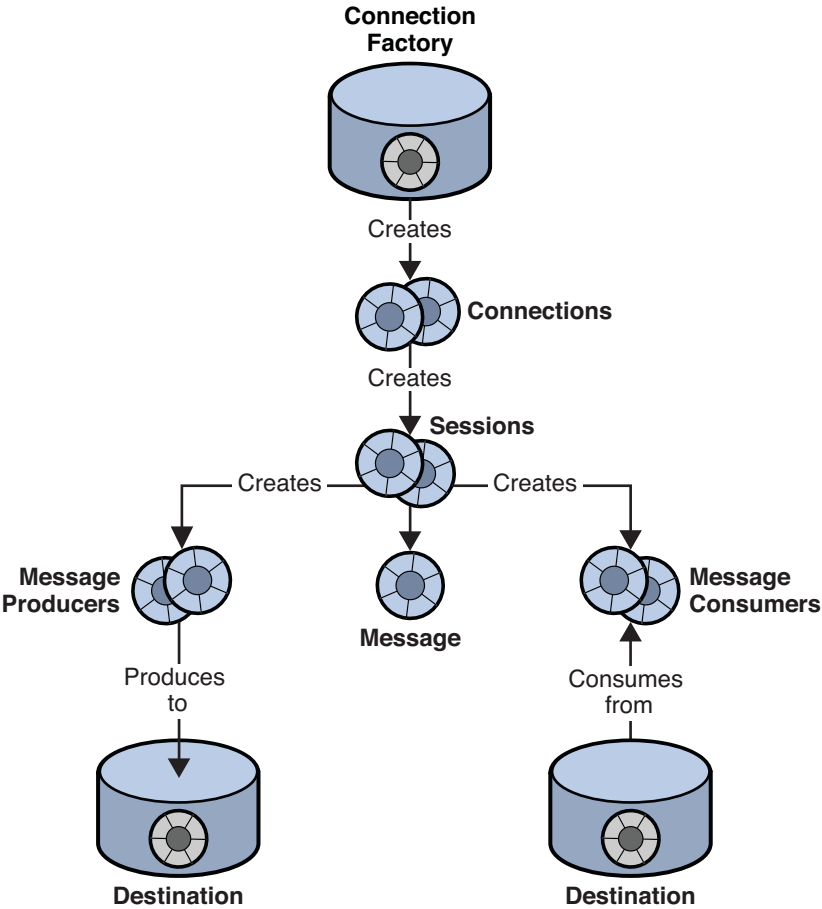 Connection
Factory
Creates
Connections
Creates
Sessions
Creates
Creates
Message
Producers
Message
Message
Consumers
Produces
to
Consumes
from
Destination
Destination